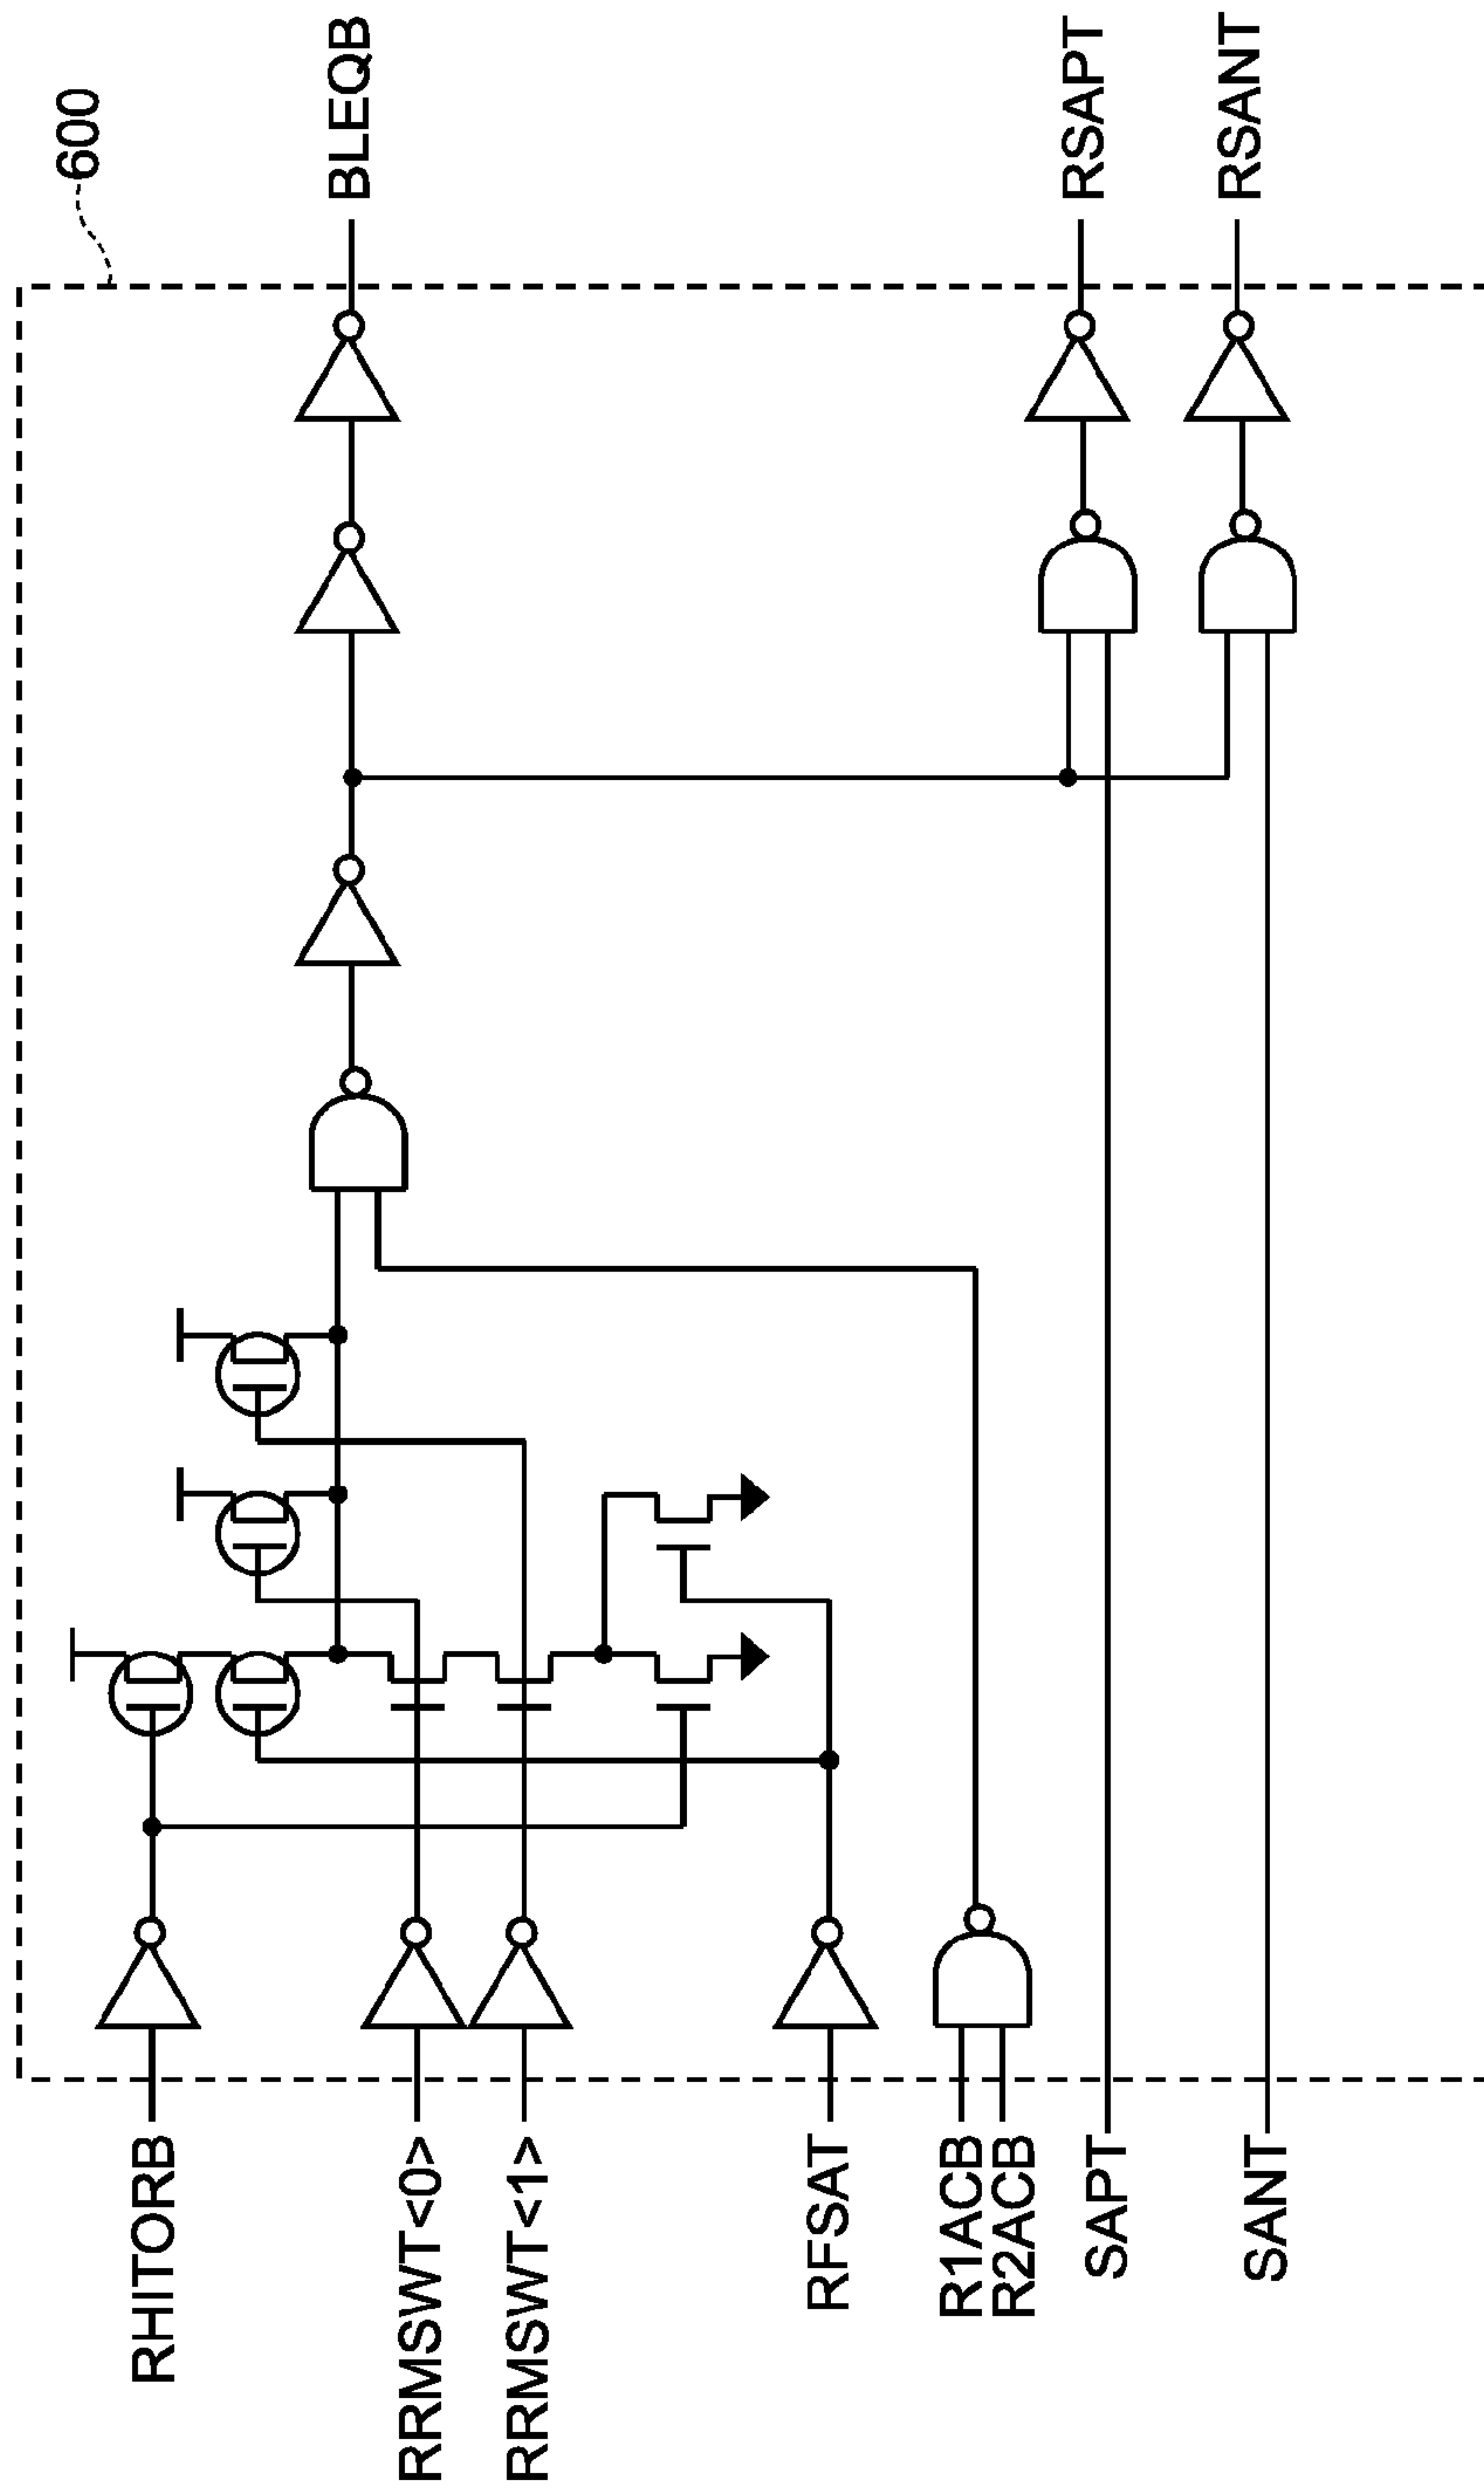 600
RHITORB
RRMSWT<0>
RRMSWT<1>
RFSAT
R1ACB
R2ACB
SAPT
SANT
BLEQB
RSAPT
RSANT